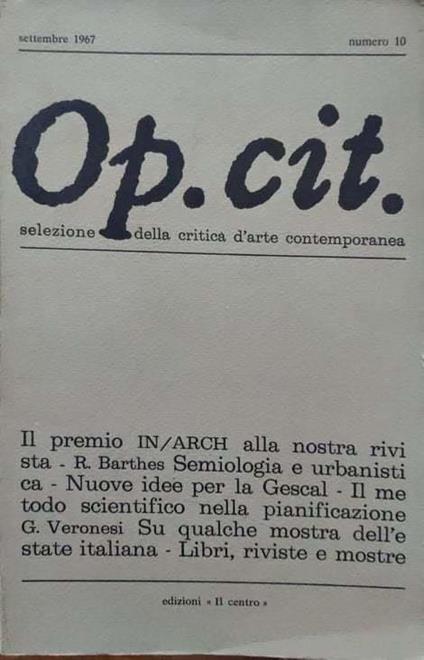 settembre 1967 numero 10
Op. cit.
selezione della critica d'arte contemporanea
Il premio IN/ARCH alla nostra rivi
sta - R. Barthes Semiologia e urbanisti
ca - Nuove idee per la Gescal - Il me
todo scientifico nella pianificazione
G. Veronesi Su qualche mostra dell'e
state italiana - Libri, riviste e mostre
edizioni « Il centro »